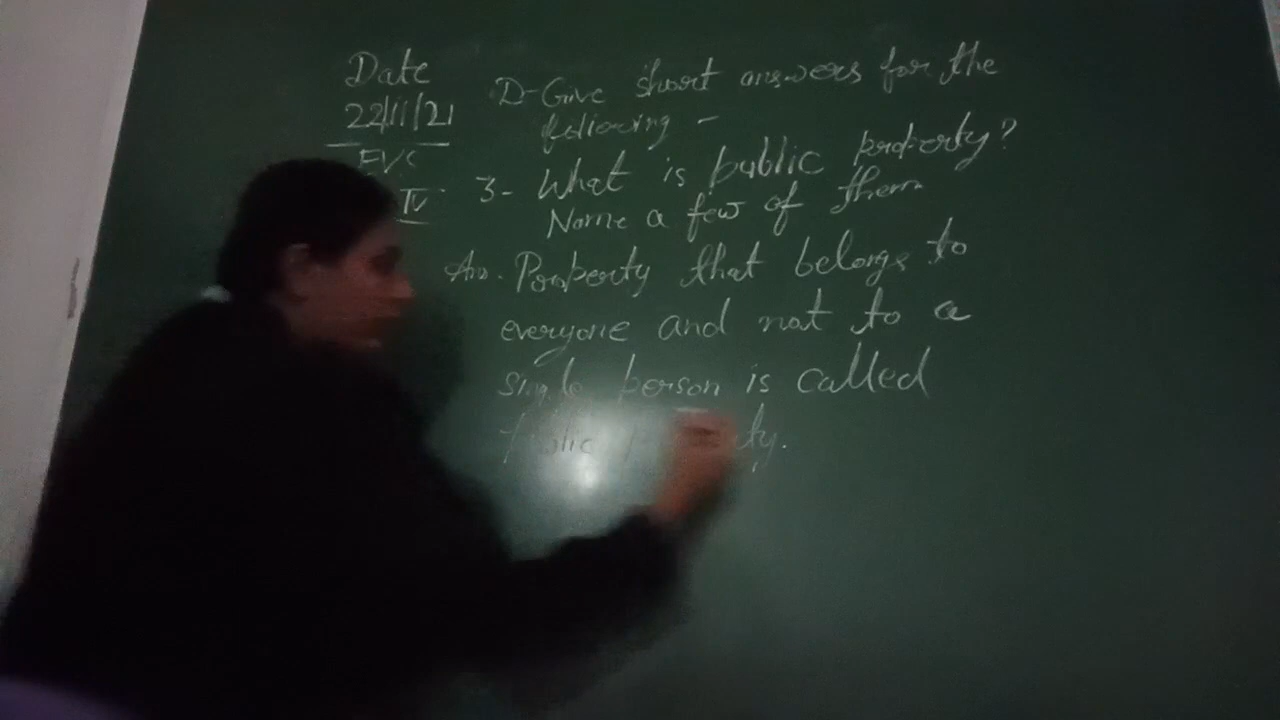 Date
22/11/21
EVS
IV
D- Give short answers for the
following -
3- What is public property?
Name a few of them
Ans. Property that belongs to
everyone and not to a
single person is called
public